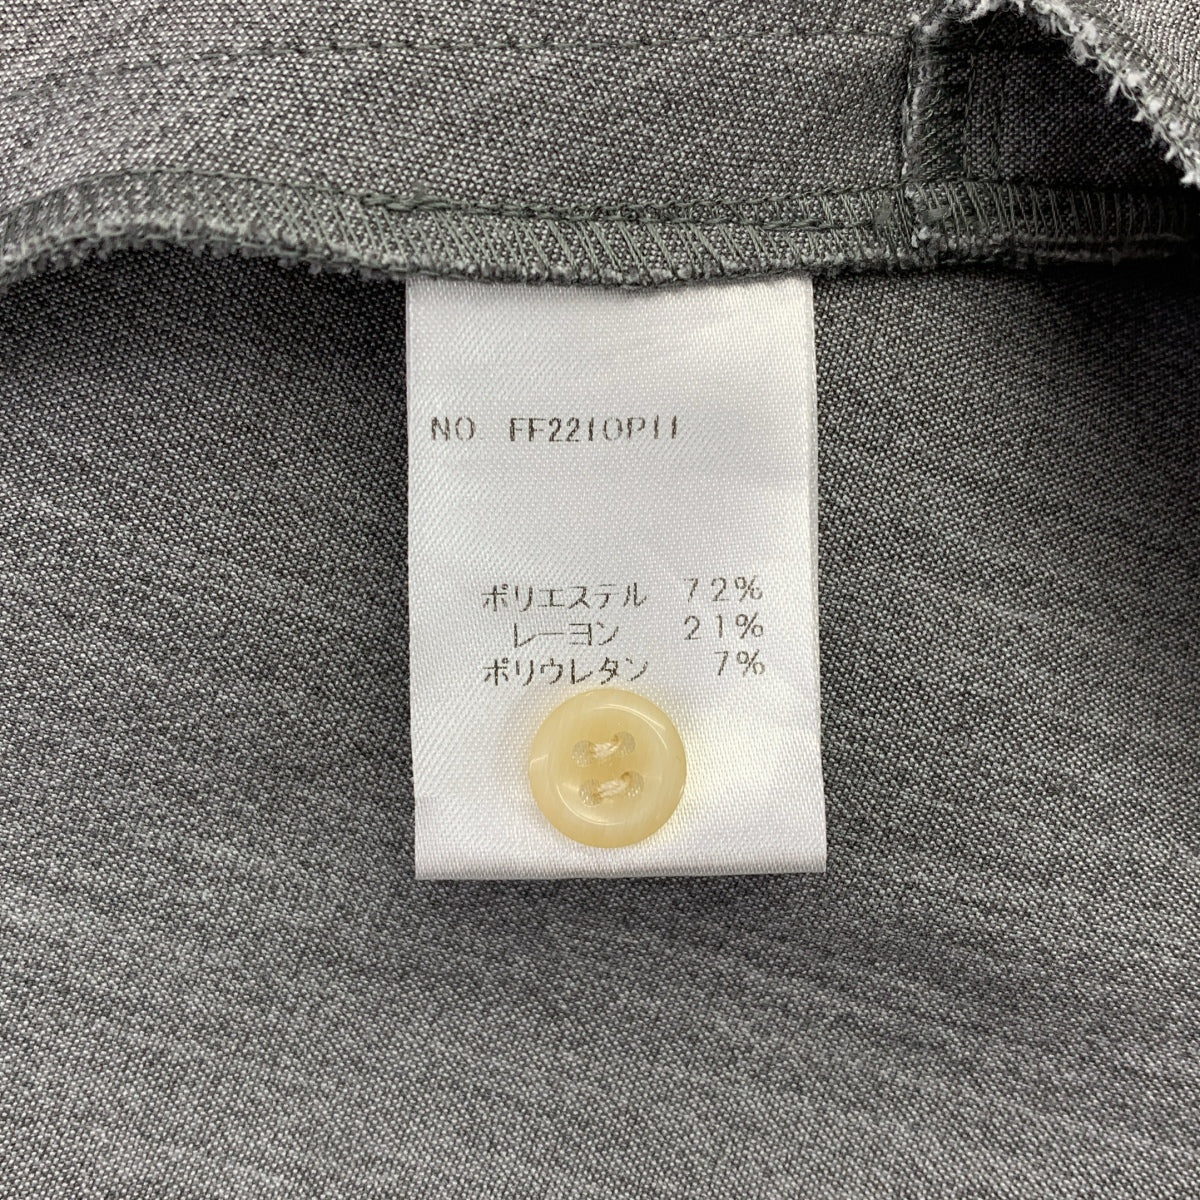 NO. FF221OP11
ポリエステル 72%
レーヨン 21%
ポリウレタン 7%